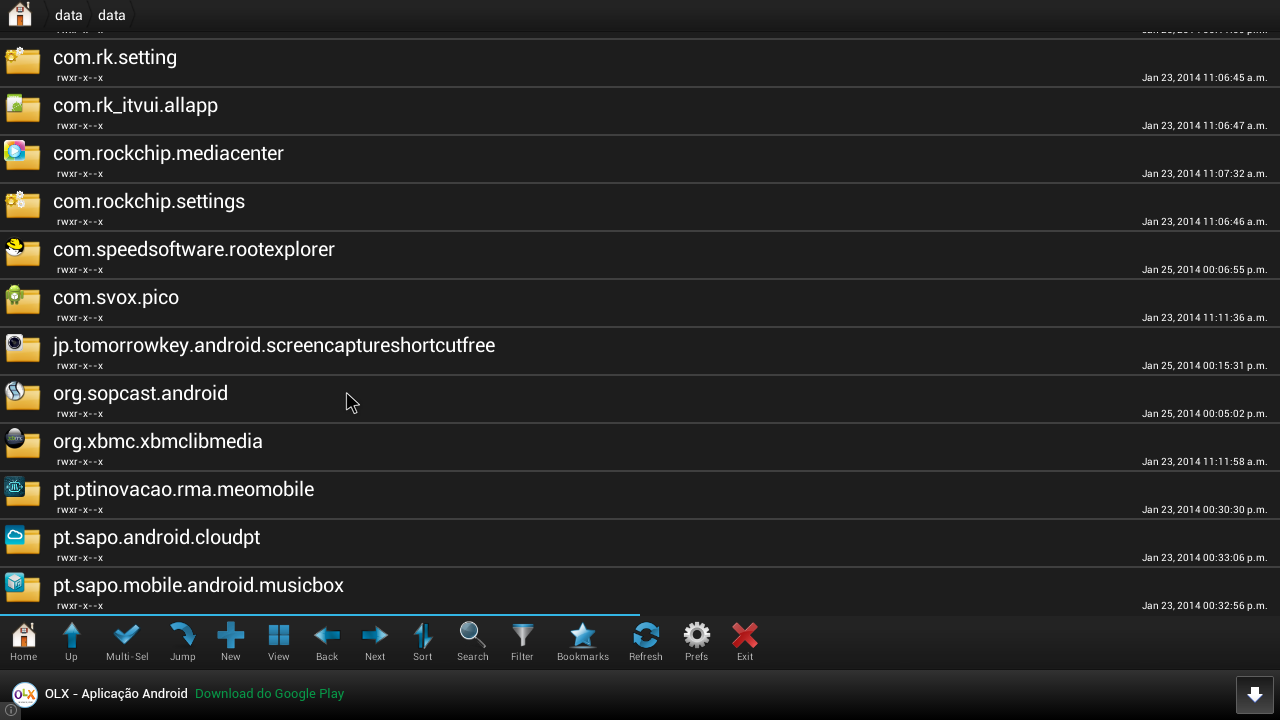 data data
com.rk.setting
rwxr-x--x Jan 23, 2014 11:06:45 a.m.
com.rk_itvui.allapp
rwxr-x--x Jan 23, 2014 11:06:47 a.m.
com.rockchip.mediacenter
rwxr-x--x Jan 23, 2014 11:07:32 a.m.
com.rockchip.settings
rwxr-x--x Jan 23, 2014 11:06:46 a.m.
com.speedsoftware.rootexplorer
rwxr-x--x Jan 25, 2014 00:06:55 p.m.
com.svox.pico
rwxr-x--x Jan 23, 2014 11:11:36 a.m.
jp.tomorrowkey.android.screencaptureshortcutfree
rwxr-x--x Jan 25, 2014 00:15:31 p.m.
org.sopcast.android
rwxr-x--x Jan 25, 2014 00:05:02 p.m.
org.xbmc.xbmclibmedia
rwxr-x--x Jan 23, 2014 11:11:58 a.m.
pt.ptinovacao.rma.meomobile
rwxr-x--x Jan 23, 2014 00:30:30 p.m.
pt.sapo.android.cloudpt
rwxr-x--x Jan 23, 2014 00:33:06 p.m.
pt.sapo.mobile.android.musicbox
rwxr-x--x Jan 23, 2014 00:32:56 p.m.
Home Up Multi-Sel Jump New View Back Next Sort Search Filter Bookmarks Refresh Prefs Exit
OLX OLX - Aplicação Android Download do Google Play